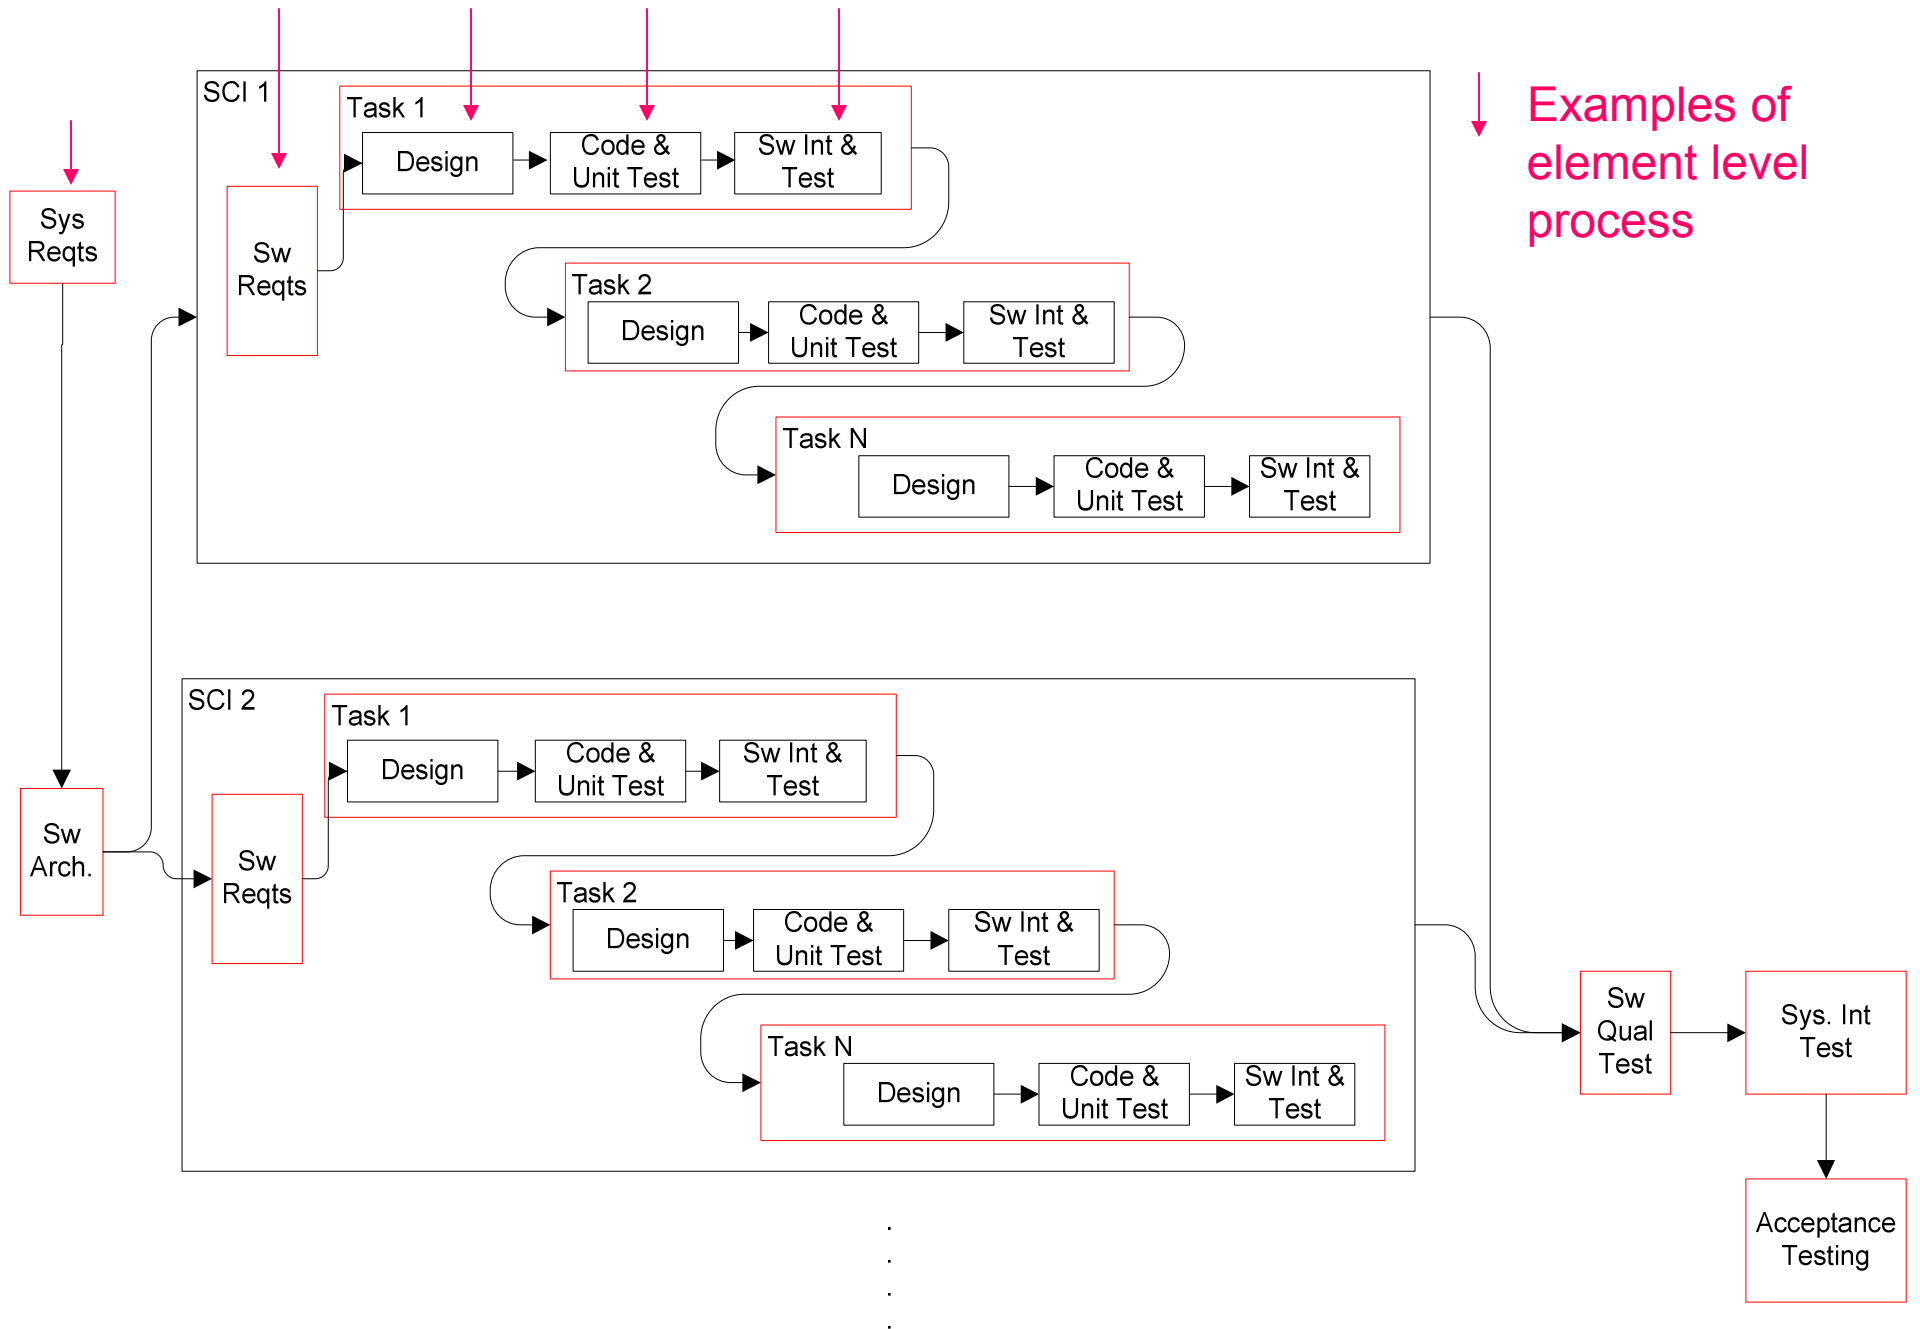 SCI 1
Task 1
Design
Code &
Unit Test
Sw Int &
Test
Examples of
element level
process
Sys
Reqts
Sw
Reqts
Task 2
Design
Code &
Unit Test
Sw Int &
Test
Task N
Design
Code &
Unit Test
Sw Int &
Test
SCI 2
Task 1
Design
Code &
Unit Test
Sw Int &
Test
Sw
Arch.
Sw
Reqts
Task 2
Design
Code &
Unit Test
Sw Int &
Test
Task N
Design
Code &
Unit Test
Sw Int &
Test
Sw
Qual
Test
Sys. Int
Test
Acceptance
Testing
.
.
.
.